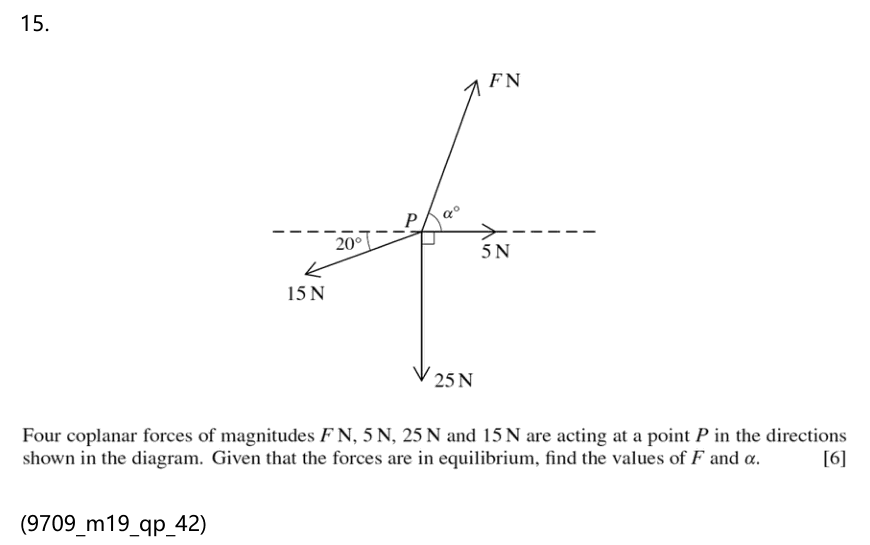 15.
F N
P
α°
20°
5 N
15 N
25 N
Four coplanar forces of magnitudes F N, 5 N, 25 N and 15 N are acting at a point P in the directions
shown in the diagram. Given that the forces are in equilibrium, find the values of F and α. [6]
(9709_m19_qp_42)